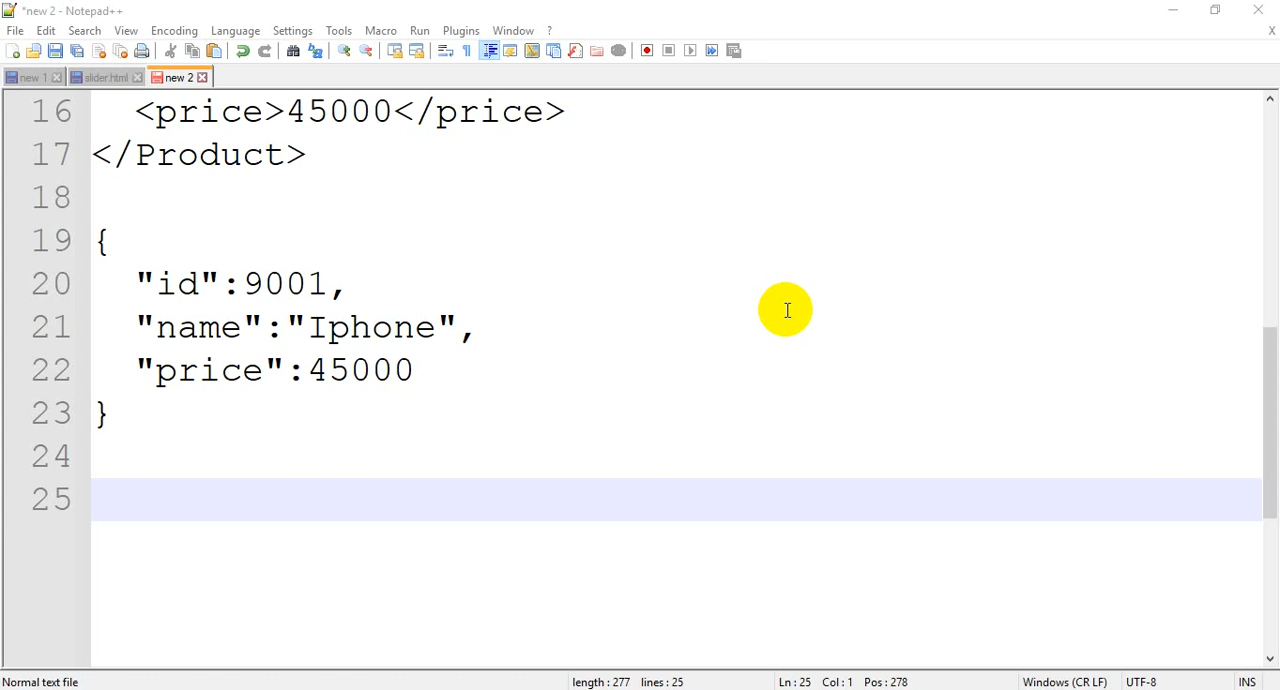 *new 2 - Notepad++
File Edit Search View Encoding Language Settings Tools Macro Run Plugins Window ? X
new 1 slider.html new 2
16 <price>45000</price>
17 </Product>
18
19 {
20 "id":9001,
21 "name":"Iphone",
22 "price":45000
23 }
24
25
Normal text file length : 277 lines : 25 Ln : 25 Col : 1 Pos : 278 Windows (CR LF) UTF-8 INS